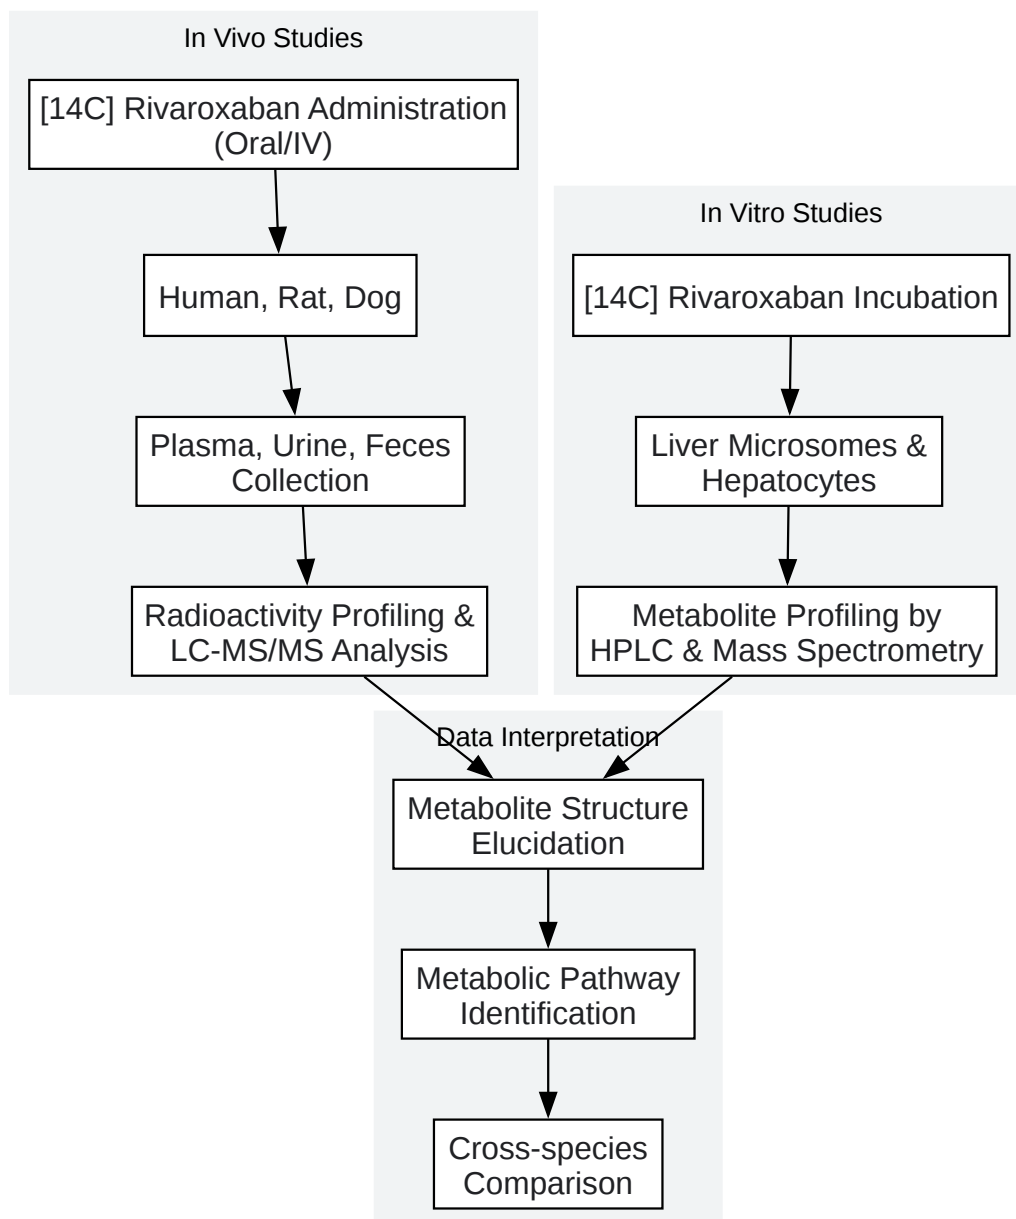 In Vivo Studies
[14C] Rivaroxaban Administration
(Oral/IV)
Human, Rat, Dog
Plasma, Urine, Feces
Collection
Radioactivity Profiling &
LC-MS/MS Analysis
In Vitro Studies
[14C] Rivaroxaban Incubation
Liver Microsomes &
Hepatocytes
Metabolite Profiling by
HPLC & Mass Spectrometry
Data Interpretation
Metabolite Structure
Elucidation
Metabolic Pathway
Identification
Cross-species
Comparison